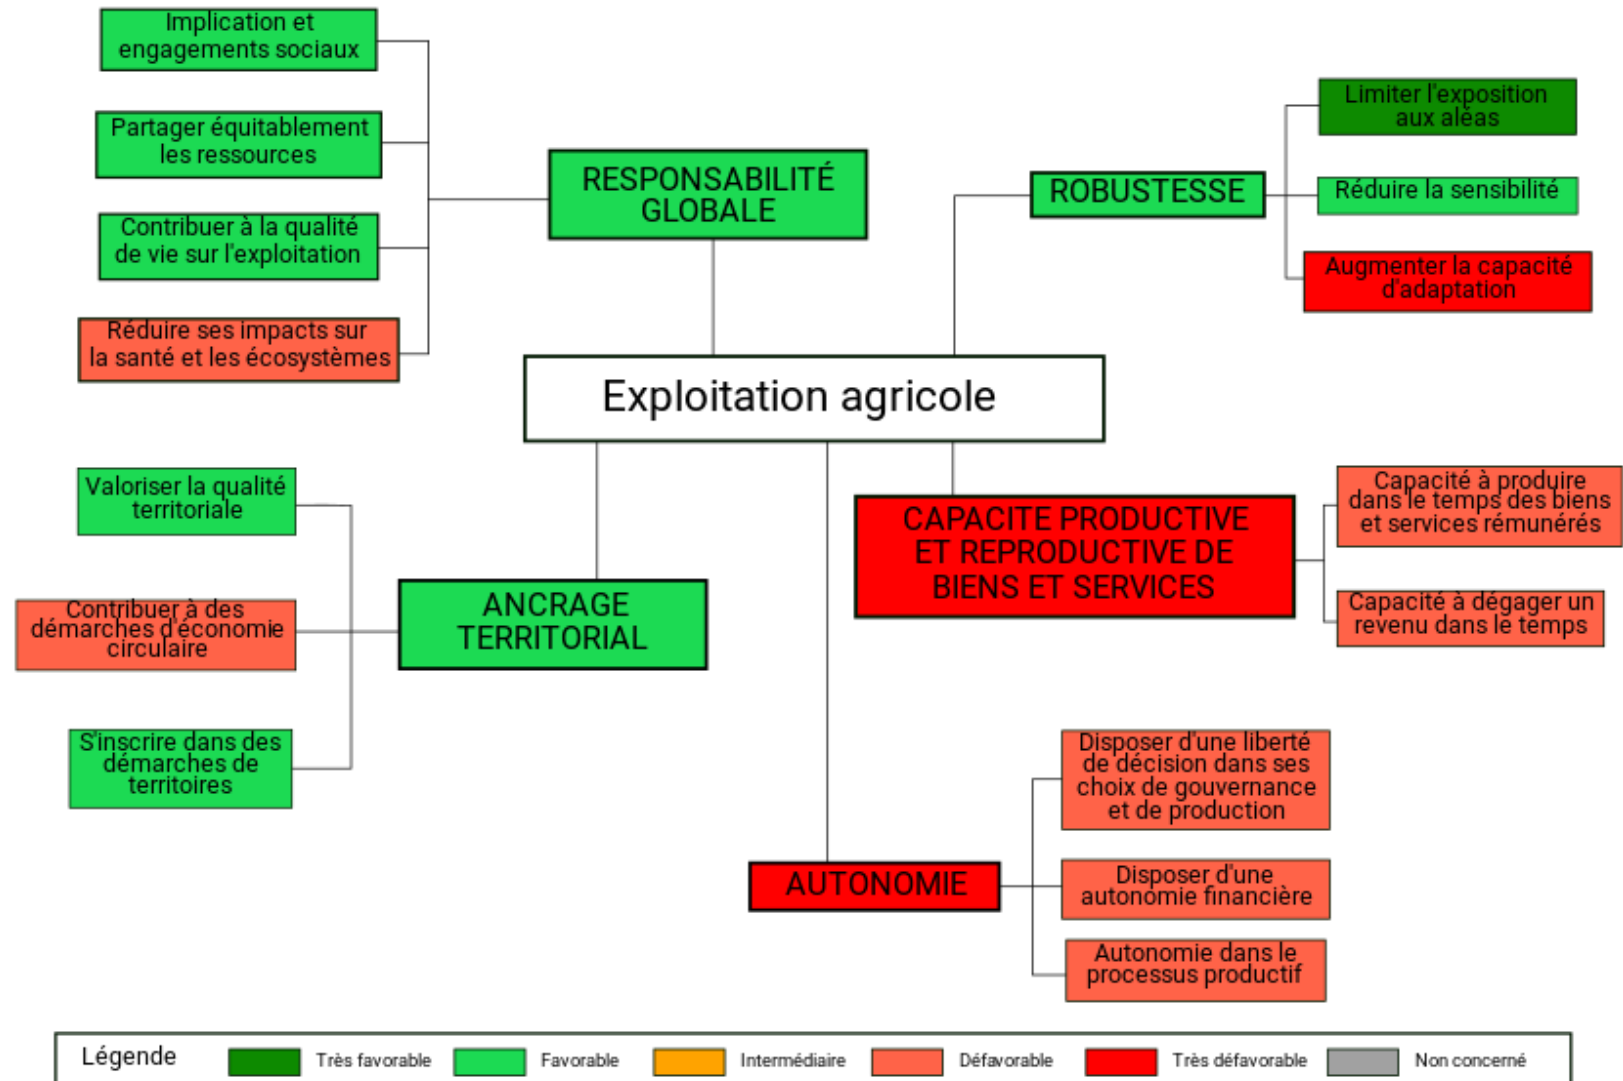 Implication et
engagements sociaux
Partager équitablement
les ressources
Contribuer à la qualité
de vie sur l'exploitation
Réduire ses impacts sur
la santé et les écosystèmes
RESPONSABILITÉ
GLOBALE
ROBUSTESSE
Limiter l'exposition
aux aléas
Réduire la sensibilité
Augmenter la capacité
d'adaptation
Exploitation agricole
Valoriser la qualité
territoriale
Contribuer à des
démarches d'économie
circulaire
S'inscrire dans des
démarches de
territoires
ANCRAGE
TERRITORIAL
CAPACITE PRODUCTIVE
ET REPRODUCTIVE DE
BIENS ET SERVICES
Capacité à produire
dans le temps des biens
et services rémunérés
Capacité à dégager un
revenu dans le temps
AUTONOMIE
Disposer d'une liberté
de décision dans ses
choix de gouvernance
et de production
Disposer d'une
autonomie financière
Autonomie dans le
processus productif
Légende
Très favorable
Favorable
Intermédiaire
Défavorable
Très défavorable
Non concerné